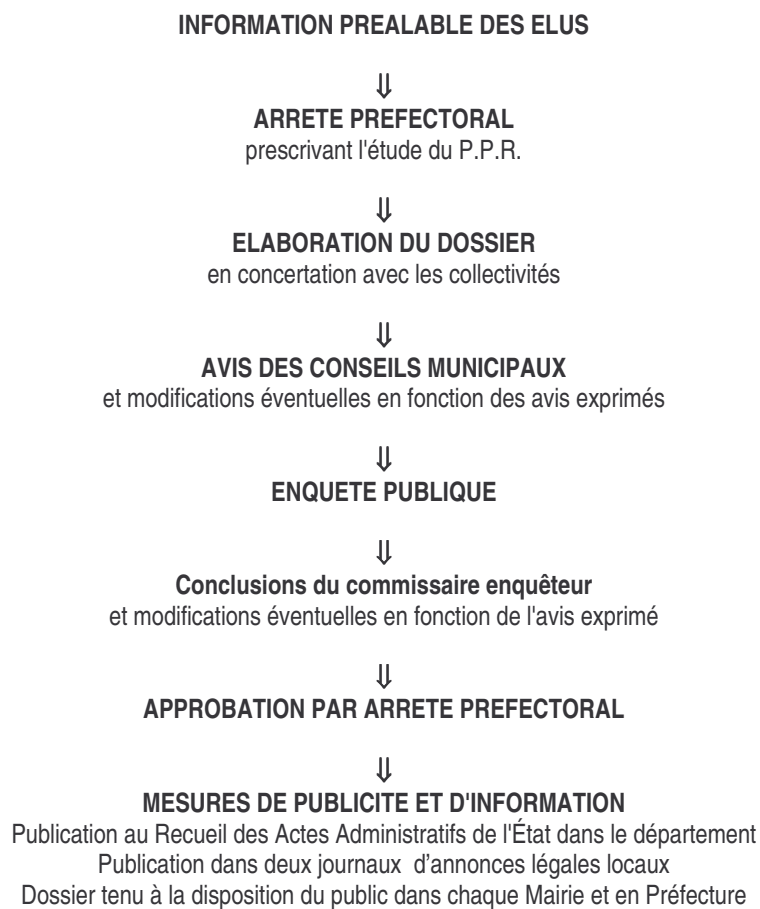 INFORMATION PREALABLE DES ELUS
⇓
ARRETE PREFECTORAL
prescrivant l'étude du P.P.R.
⇓
ELABORATION DU DOSSIER
en concertation avec les collectivités
⇓
AVIS DES CONSEILS MUNICIPAUX
et modifications éventuelles en fonction des avis exprimés
⇓
ENQUETE PUBLIQUE
⇓
Conclusions du commissaire enquêteur
et modifications éventuelles en fonction de l'avis exprimé
⇓
APPROBATION PAR ARRETE PREFECTORAL
⇓
MESURES DE PUBLICITE ET D'INFORMATION
Publication au Recueil des Actes Administratifs de l'État dans le département
Publication dans deux journaux d’annonces légales locaux
Dossier tenu à la disposition du public dans chaque Mairie et en Préfecture